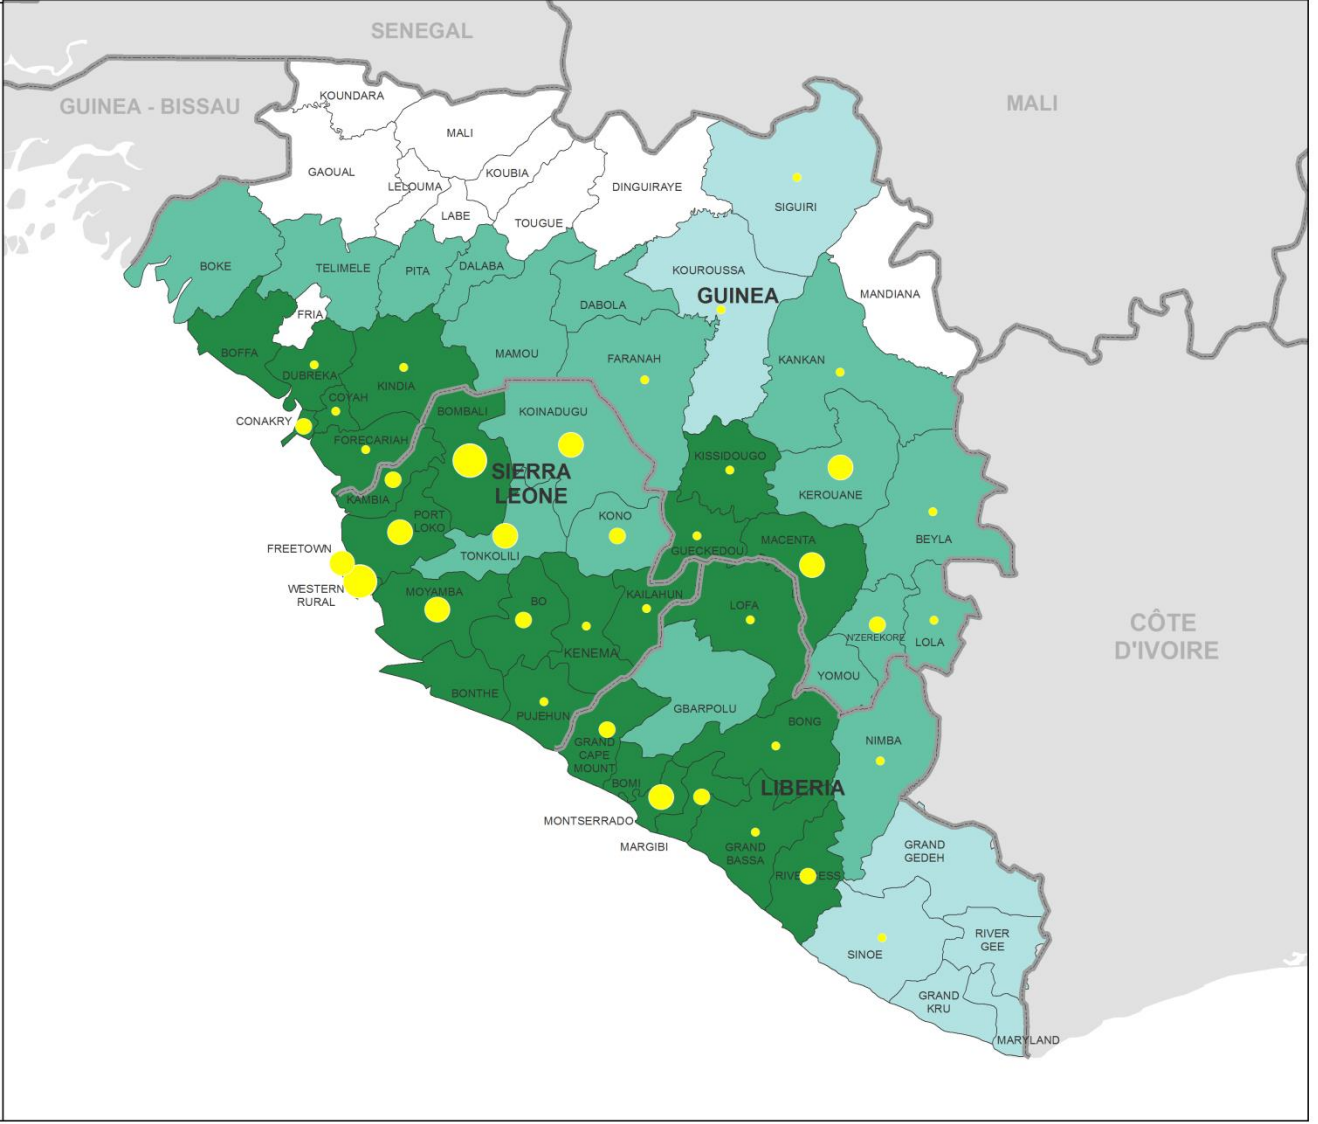 SENEGAL
KOUNDARA
MALI
GUINEA - BISSAU
MALI
GAOUAL
KOUBIA
LELOUMA
DINGUIRAYE
LABE
TOUGUE
SIGUIRI
BOKE
TELIMELE
PITA
DALABA
KOUROUSSA
GUINEA
MANDIANA
DABOLA
FRIA
BOFFA
MAMOU
FARANAH
KANKAN
DUBREKA
KINDIA
COYAH
CONAKRY
BOMBALI
KOINADUGU
FORECARIAH
KISSIDOUGO
SIERRA
LEONE
KEROUANE
KAMBIA
PORT
LOKO
KONO
BEYLA
MACENTA
FREETOWN
TONKOLILI
GUECKEDOU
WESTERN
RURAL
MOYAMBA
BO
KAILAHUN
LOFA
CÔTE
D'IVOIRE
N'ZEREKORE
LOLA
KENEMA
YOMOU
BONTHE
PUJEHUN
GBARPOLU
BONG
NIMBA
GRAND
CAPE
MOUNT
BOMI
LIBERIA
MONTSERRADO
MARGIBI
GRAND
BASSA
GRAND
GEDEH
RIVER
GEE
SINOE
GRAND
KRU
MARYLAND